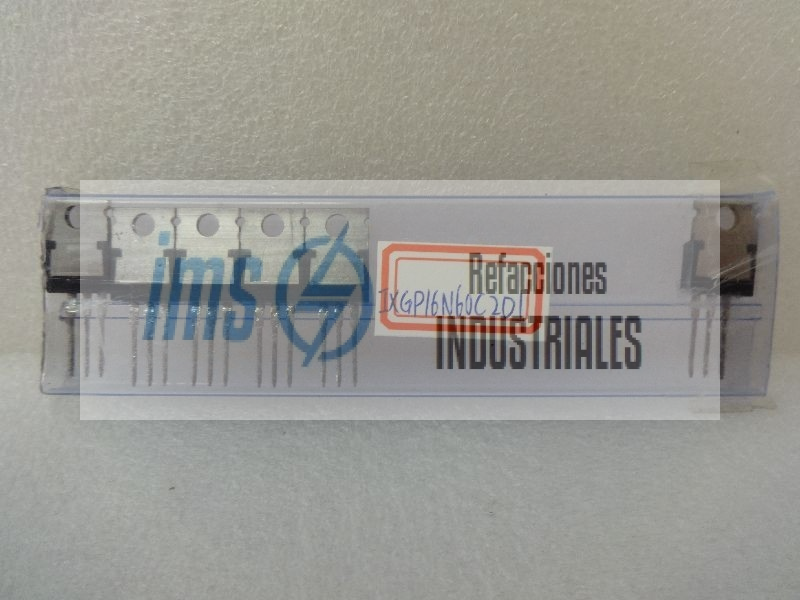 ims
Refacciones
IXGP16N60C2D1
INDUSTRIALES